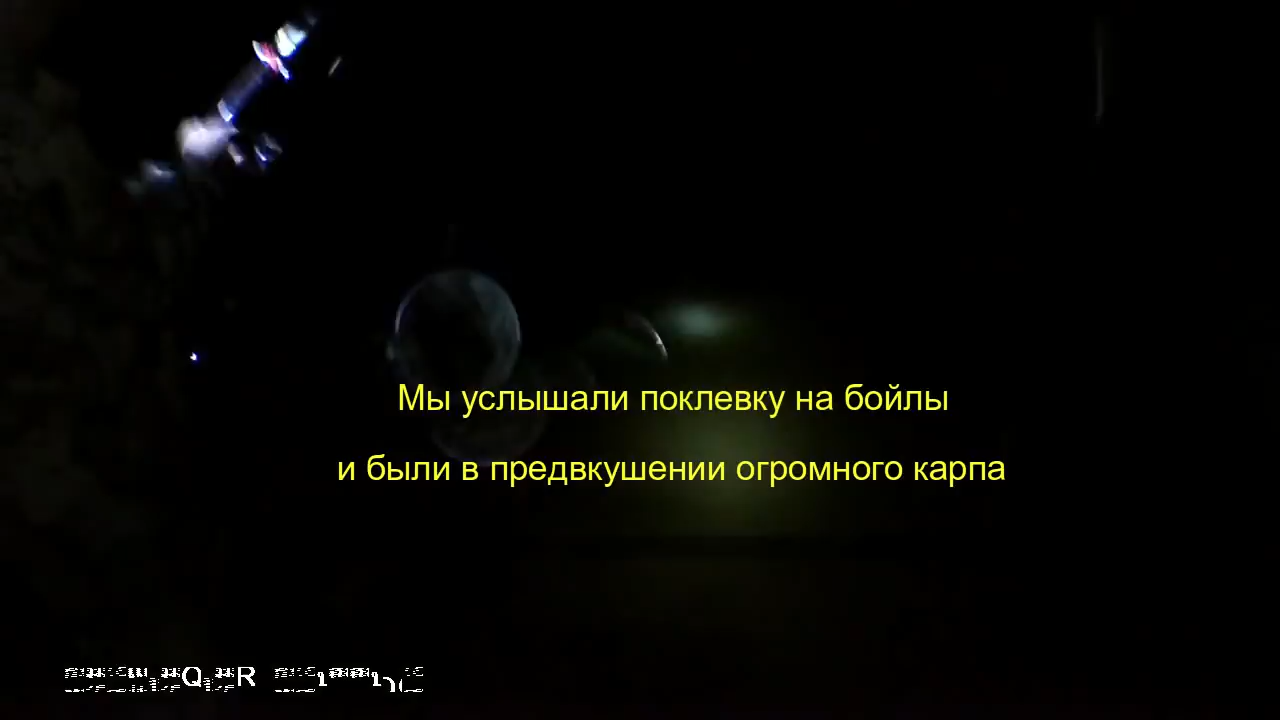 Мы услышали поклевку на бойлы
и были в предвкушении огромного карпа